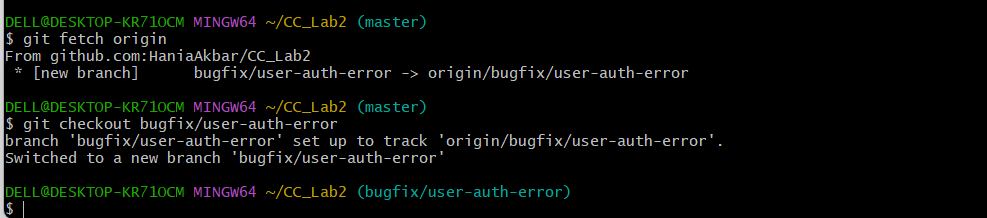 DELL@DESKTOP-KR71OCM MINGW64 ~/CC_Lab2 (master)
$ git fetch origin
From github.com:HaniaAkbar/CC_Lab2
 * [new branch]      bugfix/user-auth-error -> origin/bugfix/user-auth-error
DELL@DESKTOP-KR71OCM MINGW64 ~/CC_Lab2 (master)
$ git checkout bugfix/user-auth-error
branch 'bugfix/user-auth-error' set up to track 'origin/bugfix/user-auth-error'.
Switched to a new branch 'bugfix/user-auth-error'
DELL@DESKTOP-KR71OCM MINGW64 ~/CC_Lab2 (bugfix/user-auth-error)
$